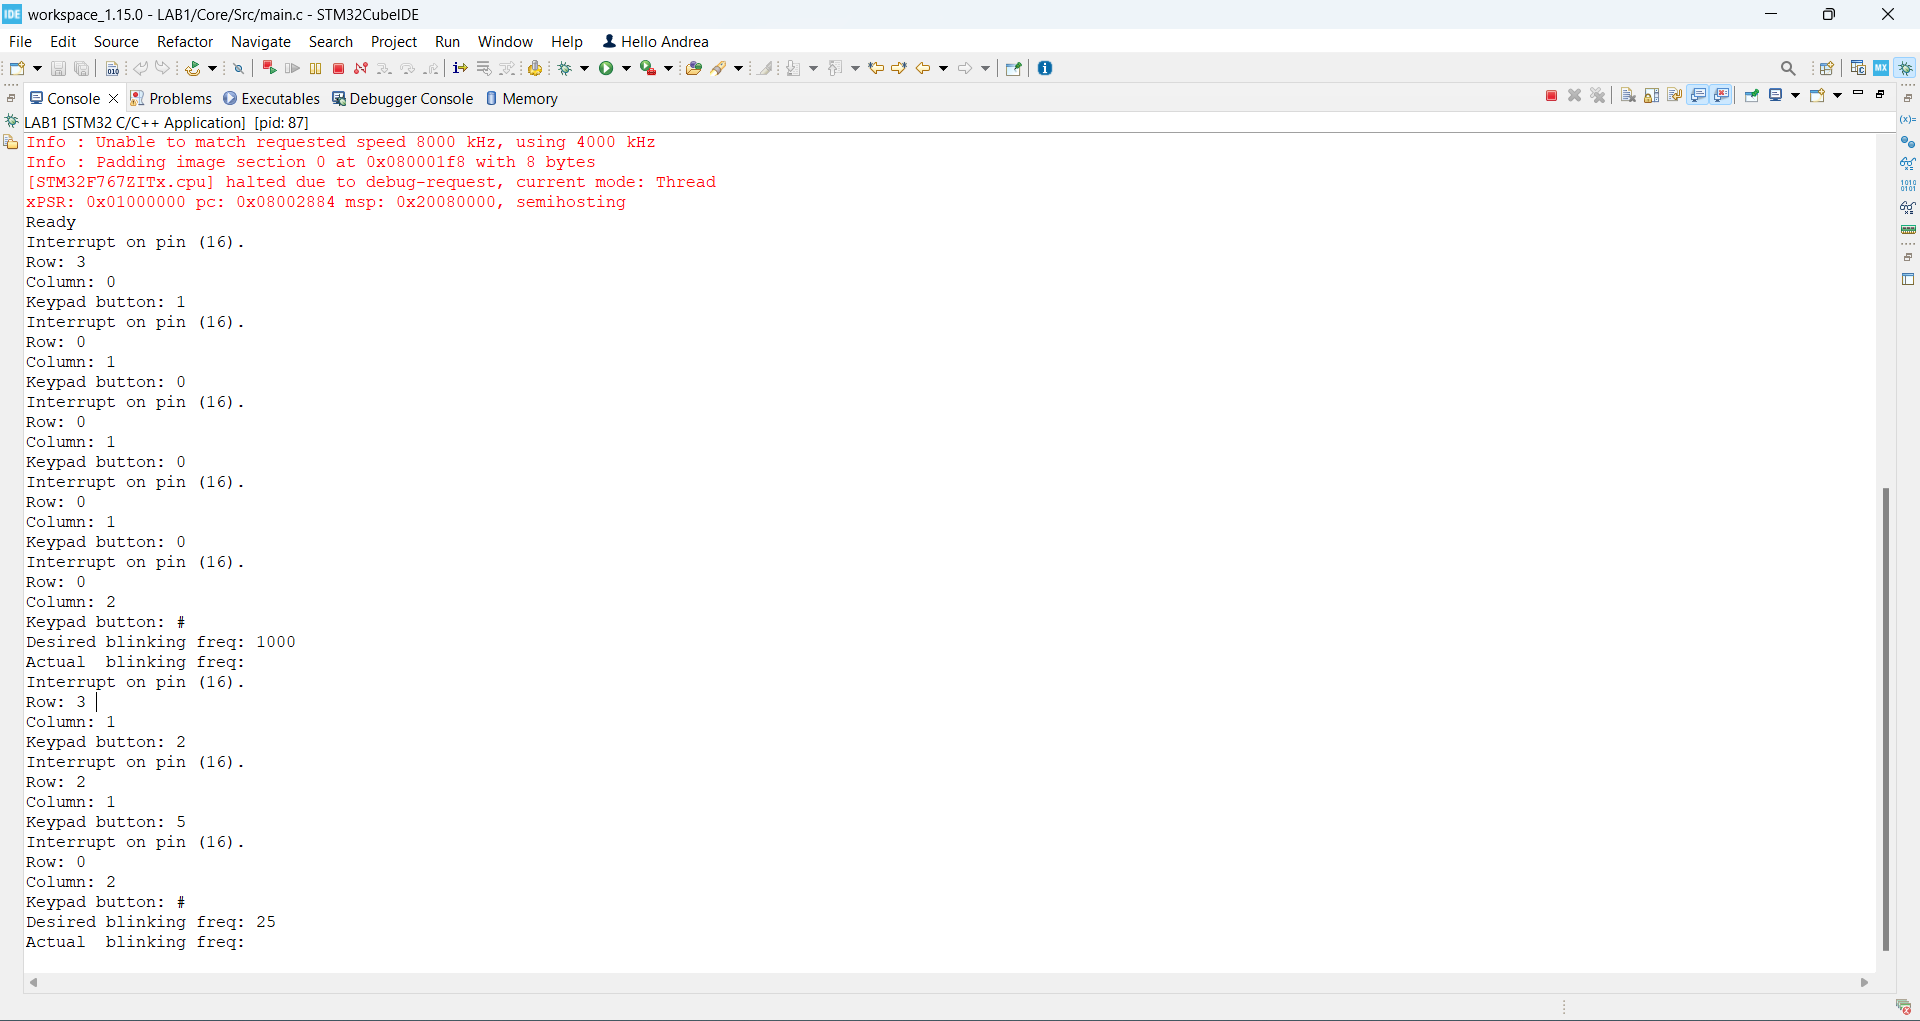 IDE workspace_1.15.0 - LAB1/Core/Src/main.c - STM32CubeIDE
File Edit Source Refactor Navigate Search Project Run Window Help Hello Andrea
010 MX
Console Problems Executables Debugger Console Memory
LAB1 [STM32 C/C++ Application] [pid: 87]
Info : Unable to match requested speed 8000 kHz, using 4000 kHz
Info : Padding image section 0 at 0x080001f8 with 8 bytes
[STM32F767ZITx.cpu] halted due to debug-request, current mode: Thread
xPSR: 0x01000000 pc: 0x08002884 msp: 0x20080000, semihosting
Ready
Interrupt on pin (16).
Row: 3
Column: 0
Keypad button: 1
Interrupt on pin (16).
Row: 0
Column: 1
Keypad button: 0
Interrupt on pin (16).
Row: 0
Column: 1
Keypad button: 0
Interrupt on pin (16).
Row: 0
Column: 1
Keypad button: 0
Interrupt on pin (16).
Row: 0
Column: 2
Keypad button: #
Desired blinking freq: 1000
Actual  blinking freq:
Interrupt on pin (16).
Row: 3
Column: 1
Keypad button: 2
Interrupt on pin (16).
Row: 2
Column: 1
Keypad button: 5
Interrupt on pin (16).
Row: 0
Column: 2
Keypad button: #
Desired blinking freq: 25
Actual  blinking freq:
(x)=
1010
0101